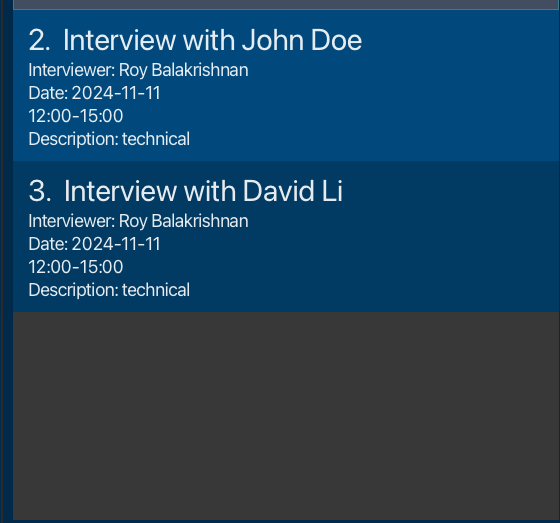 2. Interview with John Doe
Interviewer: Roy Balakrishnan
Date: 2024-11-11
12:00-15:00
Description: technical
3. Interview with David Li
Interviewer: Roy Balakrishnan
Date: 2024-11-11
12:00-15:00
Description: technical